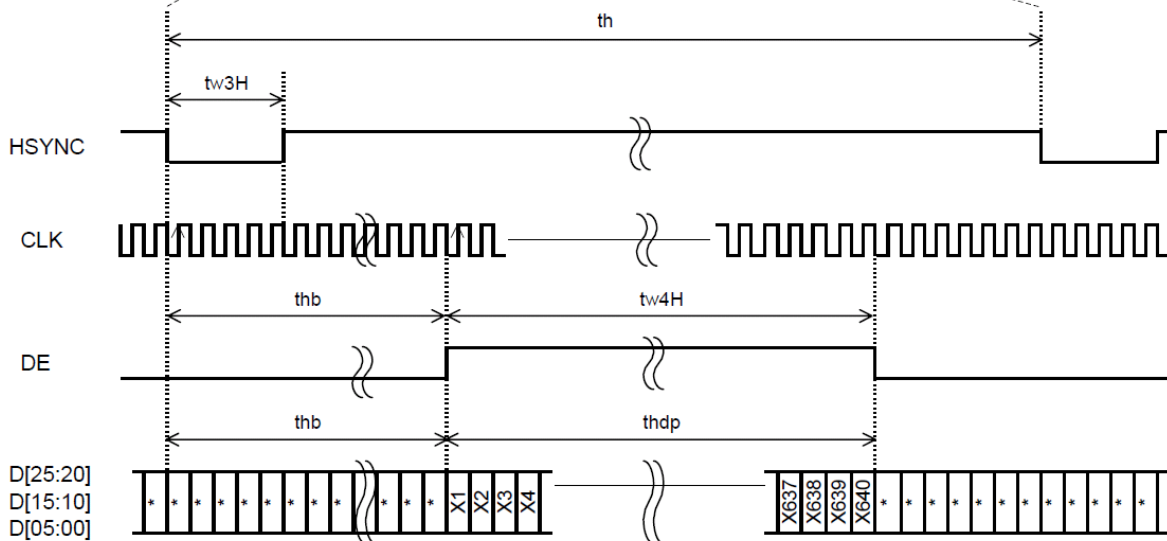 th
tw3H
HSYNC
CLK
thb tw4H
DE
thb thdp
D[25:20]
D[15:10]
D[05:00]
* * * * * * * * * * * X1 X2 X3 X4 X637 X638 X639 X640 * * * * * * * * * * *